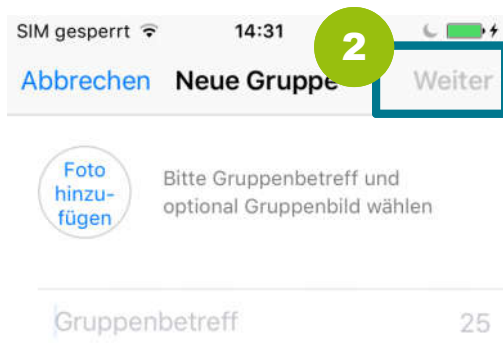 SIM gesperrt 14:31
2
Abbrechen Neue Gruppe Weiter
Foto
hinzu-
fügen
Bitte Gruppenbetreff und
optional Gruppenbild wählen
Gruppenbetreff 25